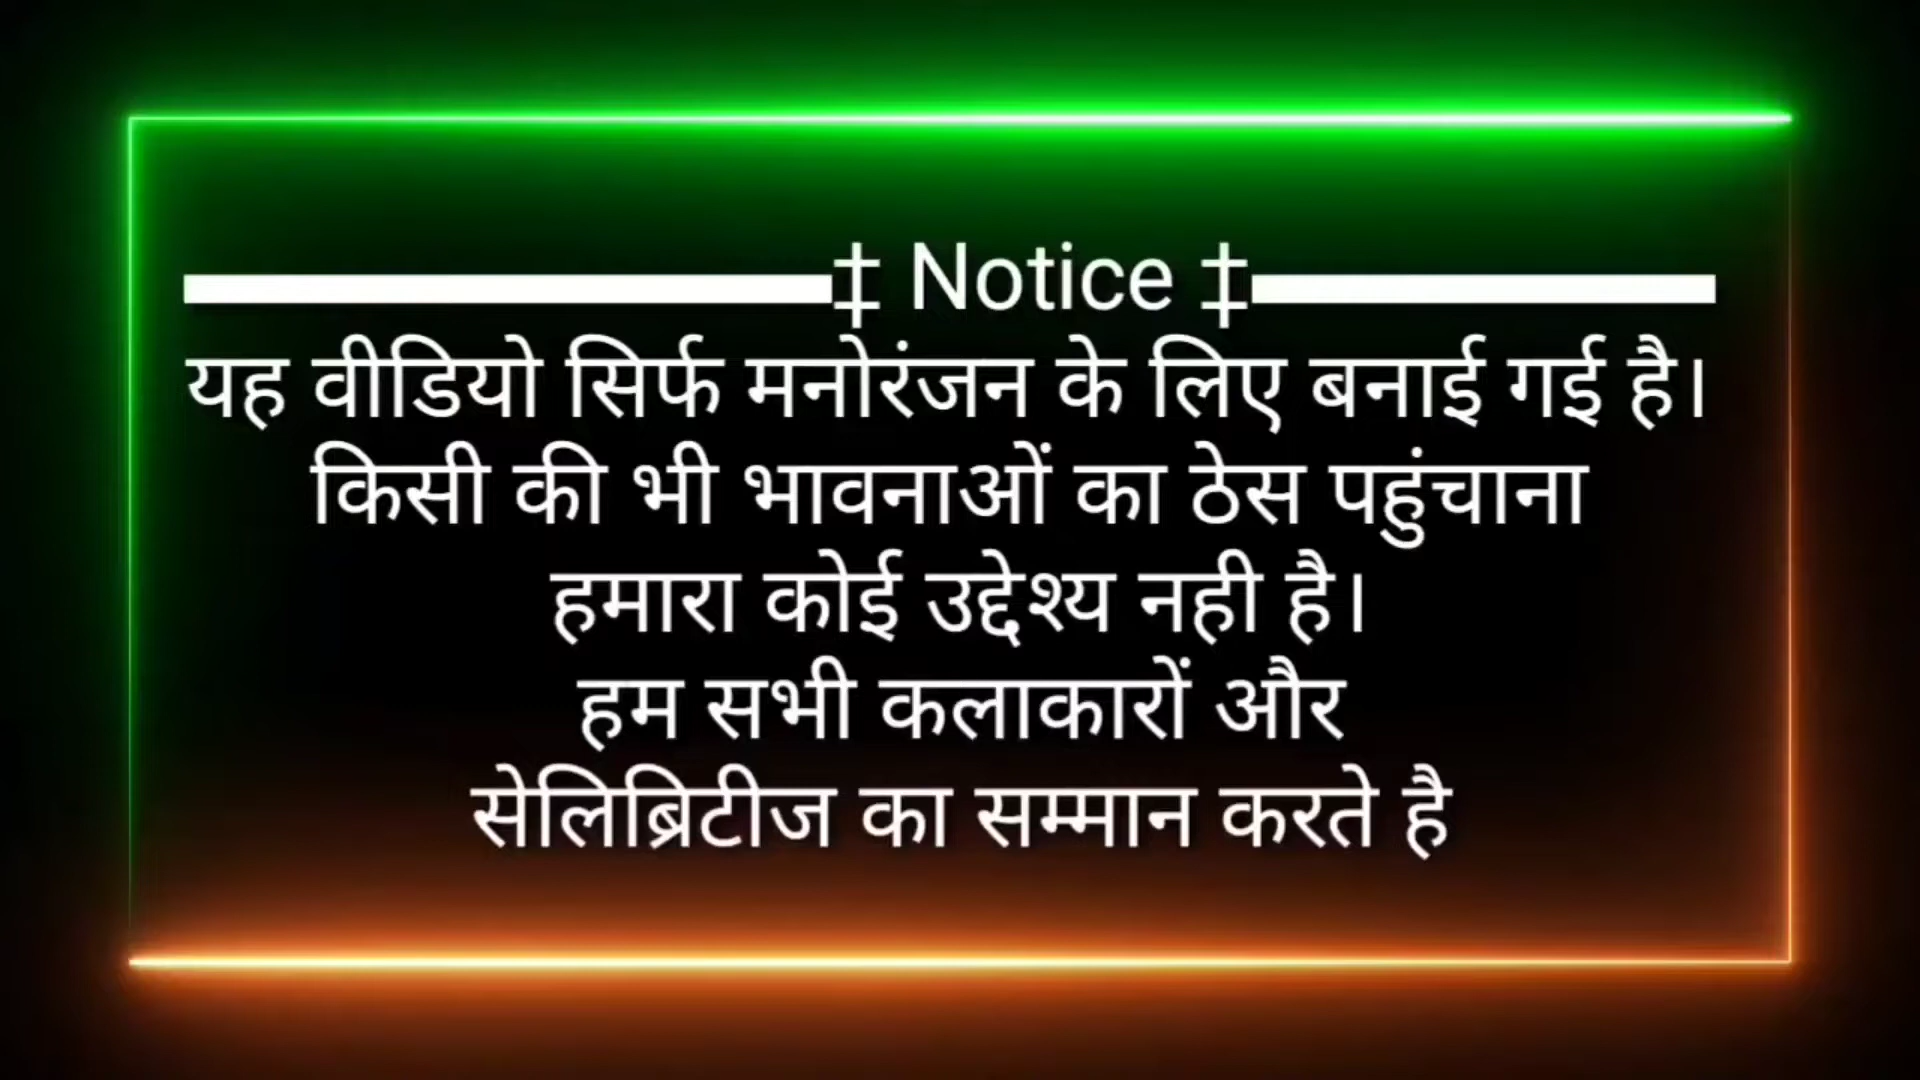 ‡ Notice ‡
यह वीडियो सिर्फ मनोरंजन के लिए बनाई गई है।
किसी की भी भावनाओं का ठेस पहुंचाना
हमारा कोई उद्देश्य नही है।
हम सभी कलाकारों और
सेलिब्रिटीज का सम्मान करते है